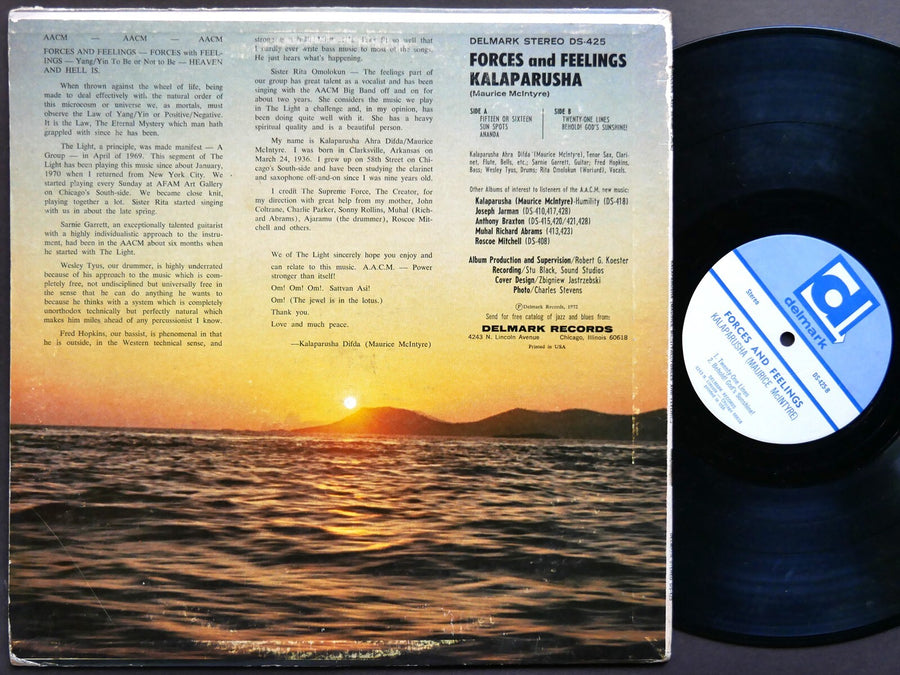 AACM — AACM — AACM
FORCES AND FEELINGS — FORCES with FEEL-
INGS — Yang/Yin To Be or Not to Be — HEAVEN
AND HELL IS.
When thrown against the wheel of life, being
made to deal effectively with the natural order of
this microcosm or universe we, as mortals, must
observe the Law of Yang/Yin or Positive/Negative.
It is the Law, The Eternal Mystery which man hath
grappled with since he has been.
The Light, a principle, was made manifest — A
Group — in April of 1969. This segment of The
Light has been playing this music since about January,
1970 when I returned from New York City. We
started playing every Sunday at AFAM Art Gallery
on Chicago's South-side. We became close knit,
playing together a lot. Sister Rita started singing
with us in about the late spring.
Sarnie Garrett, an exceptionally talented guitarist
with a highly individualistic approach to the instru-
ment, had been in the AACM about six months when
he started with The Light.
Wesley Tyus, our drummer, is highly underrated
because of his approach to the music which is com-
pletely free, not undisciplined but universally free in
the sense that he can do anything he wants to
because he thinks with a system which is completely
unorthodox technically but perfectly natural which
makes him miles ahead of any percussionist I know.
Fred Hopkins, our bassist, is phenomenal in that
he is outside, in the Western technical sense, and
so well that
I hardly ever write bass music to most of the songs.
He just hears what's happening.
Sister Rita Omolokun — The feelings part of
our group has great talent as a vocalist and has been
singing with the AACM Big Band off and on for
about two years. She considers the music we play
in The Light a challenge and, in my opinion, has
been doing quite well with it. She has a heavy
spiritual quality and is a beautiful person.
My name is Kalaparusha Ahra Difda/Maurice
McIntyre. I was born in Clarksville, Arkansas on
March 24, 1936. I grew up on 58th Street on Chi-
cago's South-side and have been studying the clarinet
and saxophone off-and-on since I was nine years old.
I credit The Supreme Force, The Creator, for
my direction with great help from my mother, John
Coltrane, Charlie Parker, Sonny Rollins, Muhal (Rich-
ard Abrams), Ajaramu (the drummer), Roscoe Mit-
chell and others.
We of The Light sincerely hope you enjoy and
can relate to this music. A.A.C.M. — Power
stronger than itself!
Om! Om! Om!. Sattvan Asi!
Om! (The jewel is in the lotus.)
Thank you.
Love and much peace.
—Kalaparusha Difda (Maurice McIntyre)
DELMARK STEREO DS-425
FORCES and FEELINGS
KALAPARUSHA
(Maurice McIntyre)
SIDE A
FIFTEEN OR SIXTEEN
SUN SPOTS
ANANDA
SIDE B
TWENTY-ONE LINES
BEHOLD! GOD'S SUNSHINE!
Kalaparusha Ahra Difda (Maurice McIntyre), Tenor Sax, Clari-
net, Flute, Bells, etc.; Sarnie Garrett, Guitar; Fred Hopkins,
Bass; Wesley Tyus, Drums; Rita Omolokun (Worford), Vocals.
Other Albums of interest to listeners of the A.A.C.M. new music:
Kalaparusha (Maurice McIntyre)-Humility (DS-418)
Joseph Jarman (DS-410,417,428)
Anthony Braxton (DS-415,420/421,428)
Muhal Richard Abrams (413,423)
Roscoe Mitchell (DS-408)
Album Production and Supervision/Robert G. Koester
Recording/Stu Black, Sound Studios
Cover Design/Zbigniew Jastrzebski
Photo/Charles Stevens
Ⓟ Delmark Records, 1972
Send for free catalog of jazz and blues from:
DELMARK RECORDS
4243 N. Lincoln Avenue Chicago, Illinois 60618
Printed in USA
d
delmark
Stereo
DS-425-B
FORCES AND FEELINGS
KALAPARUSHA (MAURICE McINTYRE)
1. Twenty-One Lines
2. Behold! God's Sunshine!
DELMARK RECORDS